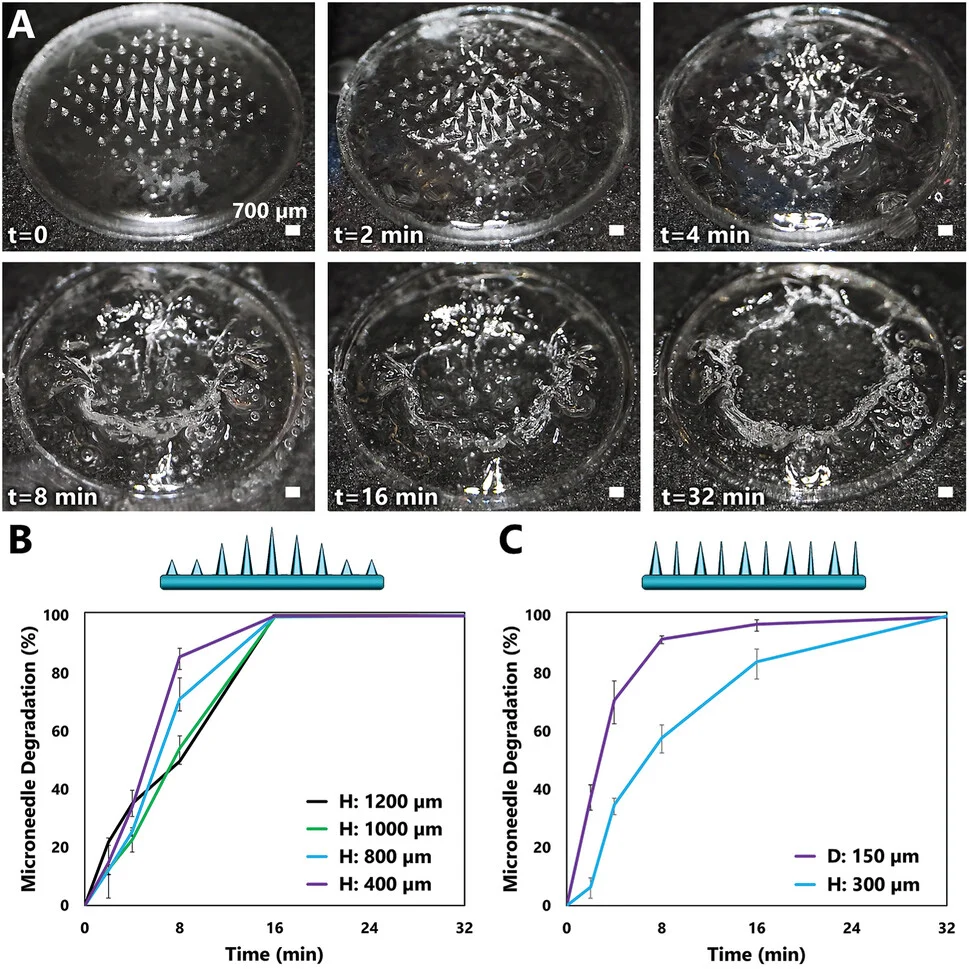 A
t=0
700 µm
t=2 min
t=4 min
t=8 min
t=16 min
t=32 min
B
Microneedle Degradation (%)
100
80
60
40
20
0
H: 1200 µm
H: 1000 µm
H: 800 µm
H: 400 µm
0 8 16 24 32
Time (min)
C
Microneedle Degradation (%)
100
80
60
40
20
0
D: 150 µm
H: 300 µm
0 8 16 24 32
Time (min)